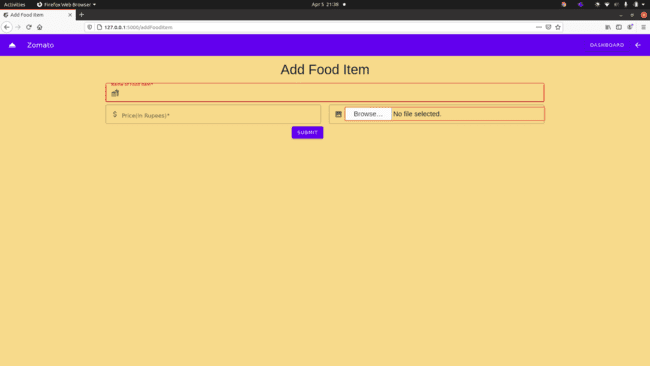 Activities Firefox Web Browser Apr 5 21:39
Add Food Item
127.0.0.1:5000/addFoodItem
Zomato DASHBOARD
Add Food Item
Name of Food Item*
Price(in Rupees)*
Browse... No file selected.
SUBMIT